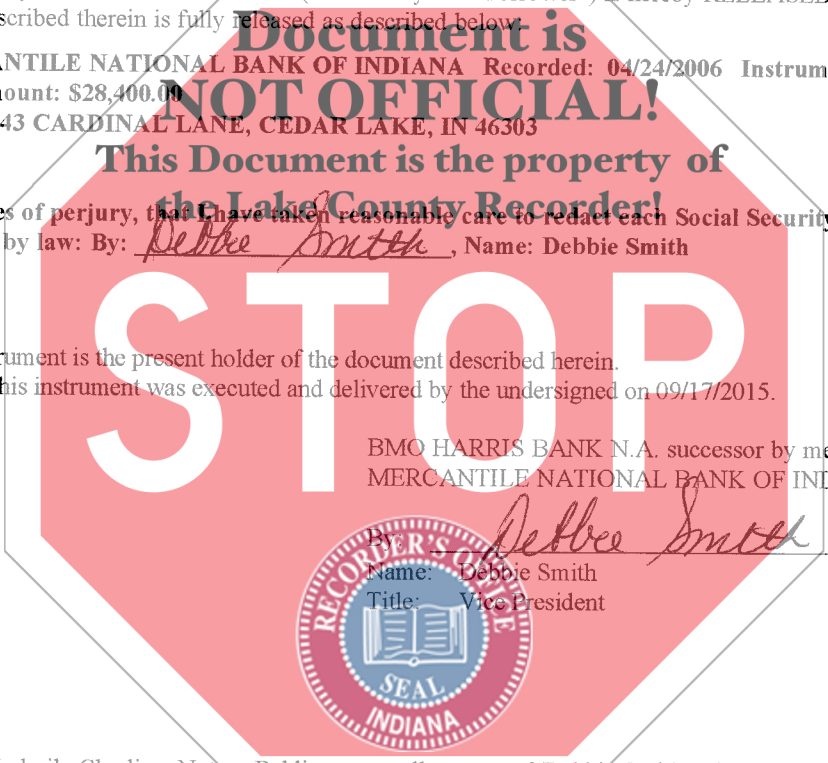 scribed therein is fully released as described below:
Document is
NTILE NATIONAL BANK OF INDIANA Recorded: 04/24/2006 Instrum
ount: $28,400.00
NOT OFFICIAL!
43 CARDINAL LANE, CEDAR LAKE, IN 46303
This Document is the property of
the Lake County Recorder!
es of perjury, that I have taken reasonable care to redact each Social Security
by law: By: Debbie Smith, Name: Debbie Smith
STOP
rument is the present holder of the document described herein.
his instrument was executed and delivered by the undersigned on 09/17/2015.
BMO HARRIS BANK N.A. successor by me
MERCANTILE NATIONAL BANK OF IND
By: Debbie Smith
Name: Debbie Smith
Title: Vice President
RECORDER'S OFFICE
SEAL
INDIANA